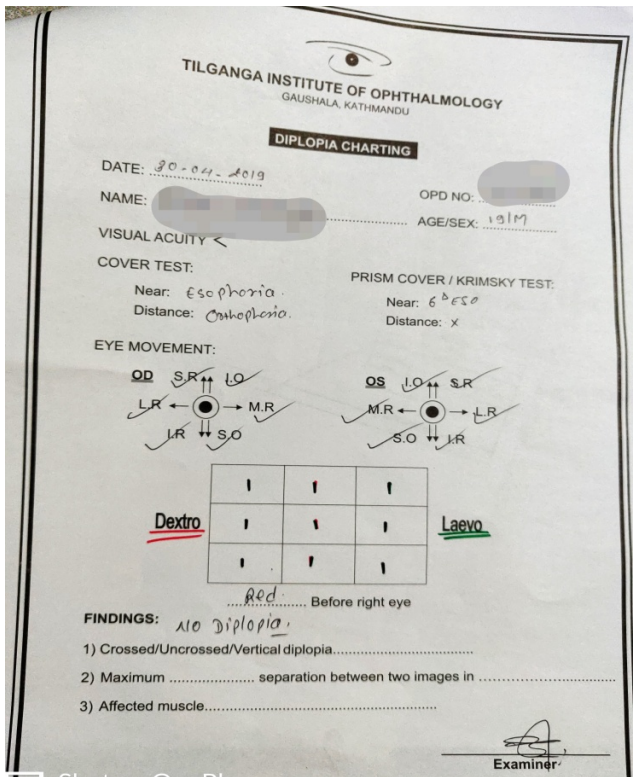 TILGANGA INSTITUTE OF OPHTHALMOLOGY
GAUSHALA, KATHMANDU
DIPLOPIA CHARTING
DATE: 30-04-2019
OPD NO:
NAME:
AGE/SEX: 19/M
VISUAL ACUITY <
COVER TEST:
PRISM COVER / KRIMSKY TEST:
Near: Esophoria.
Near: 6Δ ESO
Distance: Orthophoria.
Distance: x
EYE MOVEMENT:
OD S.R I.O
L.R M.R
I.R S.O
OS I.O S.R
M.R L.R
S.O I.R
Dextro
Laevo
Red. Before right eye
FINDINGS: NO Diplopia.
1) Crossed/Uncrossed/Vertical diplopia
2) Maximum .................. separation between two images in
3) Affected muscle
Examiner